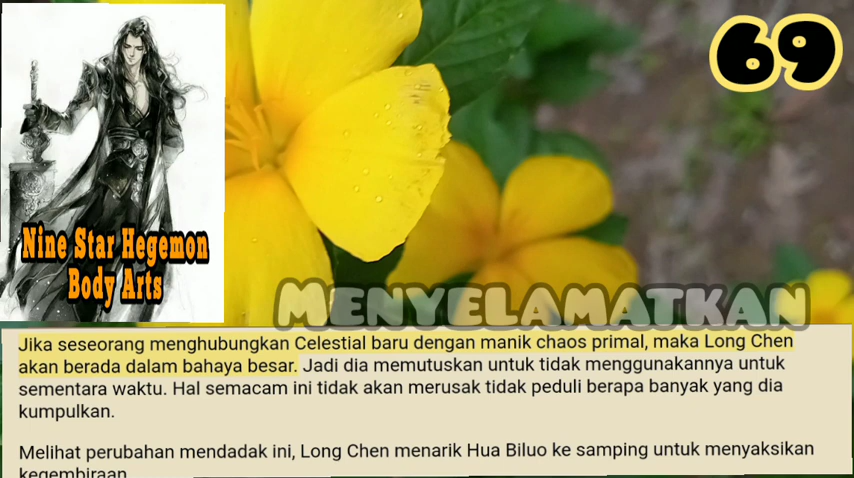 69
Nine Star Hegemon
Body Arts
MENYELAMATKAN
Jika seseorang menghubungkan Celestial baru dengan manik chaos primal, maka Long Chen
akan berada dalam bahaya besar. Jadi dia memutuskan untuk tidak menggunakannya untuk
sementara waktu. Hal semacam ini tidak akan merusak tidak peduli berapa banyak yang dia
kumpulkan.
Melihat perubahan mendadak ini, Long Chen menarik Hua Biluo ke samping untuk menyaksikan
kegembiraan